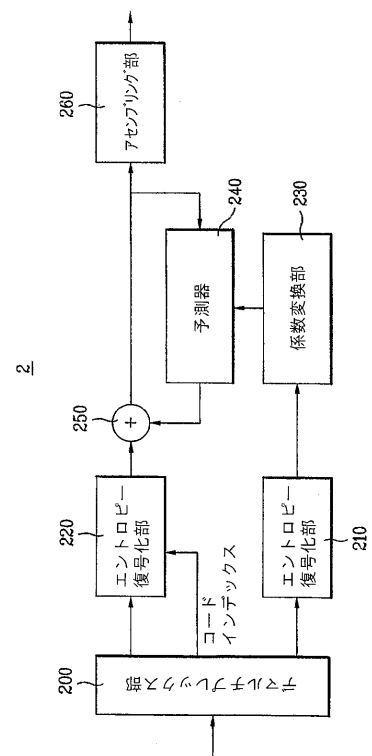 2
200
デマルチプレックス部
コード
インデックス
220
エントロピー
復号化部
210
エントロピー
復号化部
250
+
240
予測器
230
係数変換部
260
アセンブリング部